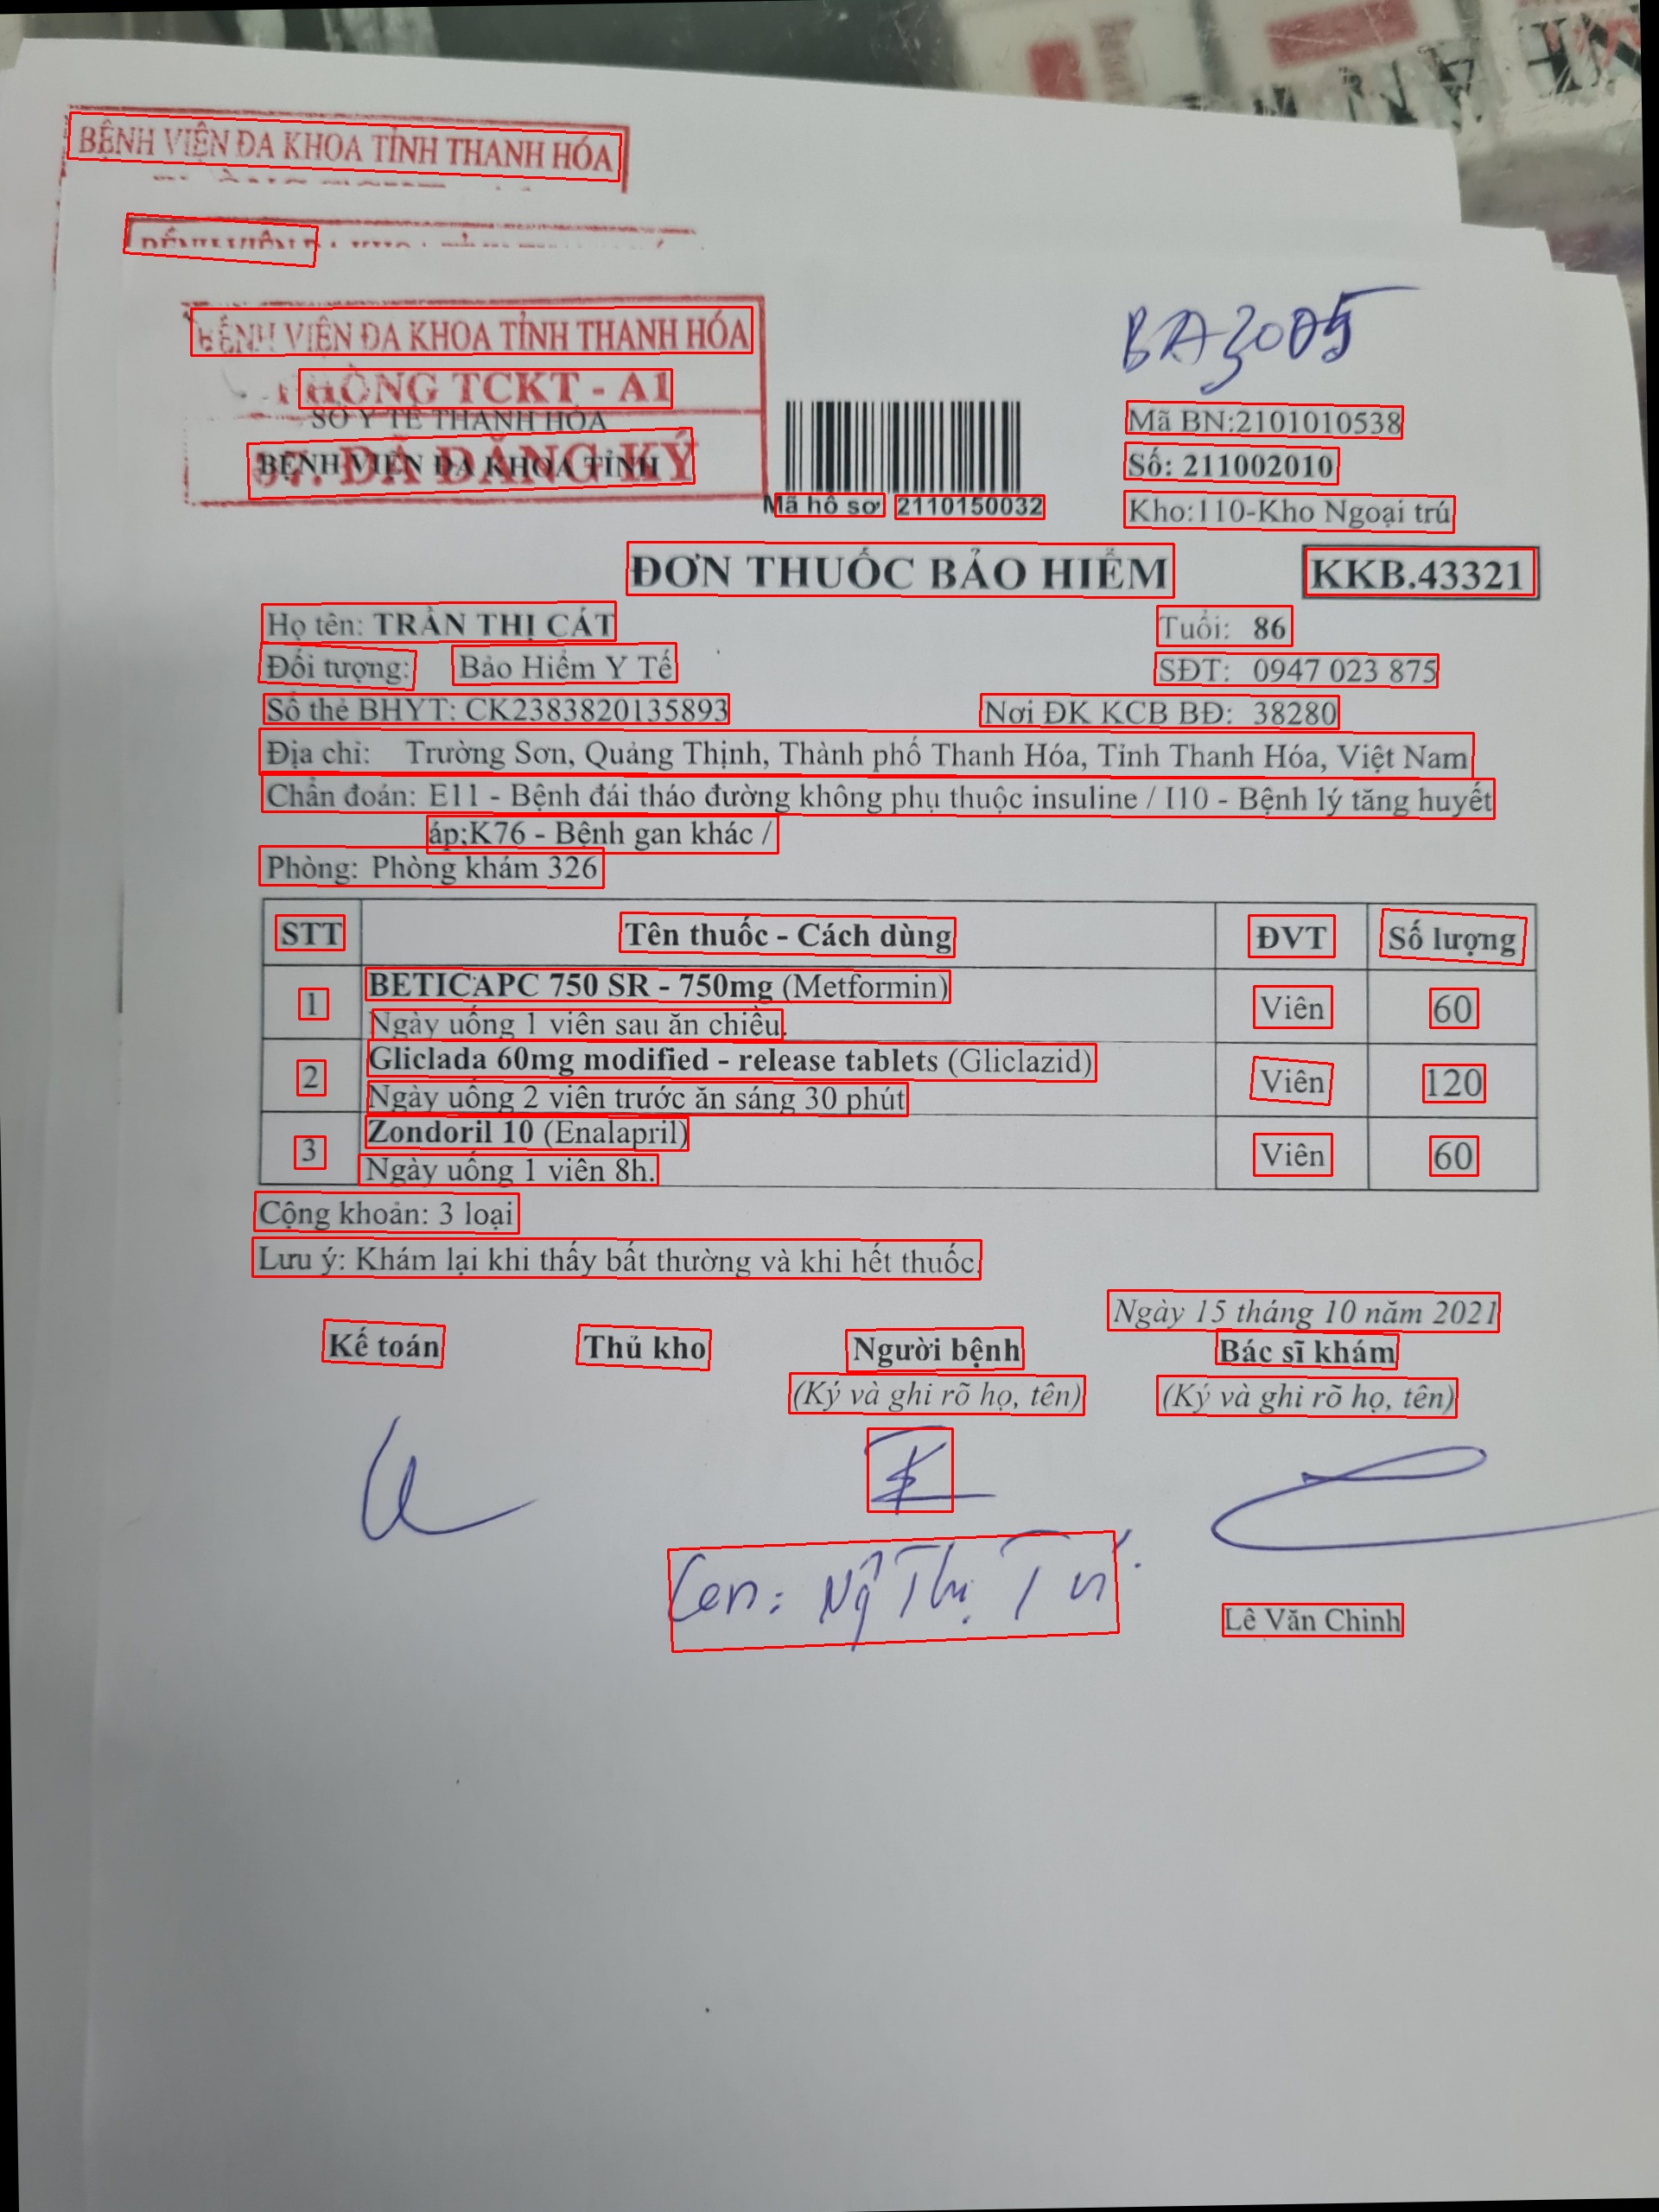 BỆNH VIỆN ĐA KHOA TỈNH THANH HÓA
BỆNH VIỆN ĐA KHOA TỈNH THANH HÓA
PHÒNG TCKT - A1
SỞ Y TẾ THANH HÓA
BỆNH VIỆN ĐA KHOA TỈNH
ĐÃ ĐĂNG KÝ
BA3005
Mã BN:2101010538
Số: 211002010
Mã hồ sơ 2110150032
Kho:110-Kho Ngoại trú
ĐƠN THUỐC BẢO HIỂM KKB.43321
Họ tên: TRẦN THỊ CÁT Tuổi: 86
Đối tượng: Bảo Hiểm Y Tế SĐT: 0947 023 875
Số thẻ BHYT: CK2383820135893 Nơi ĐK KCB BĐ: 38280
Địa chỉ: Trường Sơn, Quảng Thịnh, Thành phố Thanh Hóa, Tỉnh Thanh Hóa, Việt Nam
Chẩn đoán: E11 - Bệnh đái tháo đường không phụ thuộc insuline / I10 - Bệnh lý tăng huyết
áp;K76 - Bệnh gan khác /
Phòng: Phòng khám 326
STT Tên thuốc - Cách dùng ĐVT Số lượng
1 BETICAPC 750 SR - 750mg (Metformin) Viên 60
Ngày uống 1 viên sau ăn chiều.
2 Gliclada 60mg modified - release tablets (Gliclazid) Viên 120
Ngày uống 2 viên trước ăn sáng 30 phút
3 Zondoril 10 (Enalapril) Viên 60
Ngày uống 1 viên 8h.
Cộng khoản: 3 loại
Lưu ý: Khám lại khi thấy bất thường và khi hết thuốc.
Ngày 15 tháng 10 năm 2021
Kế toán Thủ kho Người bệnh Bác sĩ khám
(Ký và ghi rõ họ, tên) (Ký và ghi rõ họ, tên)
Thị
Lê Văn Chinh